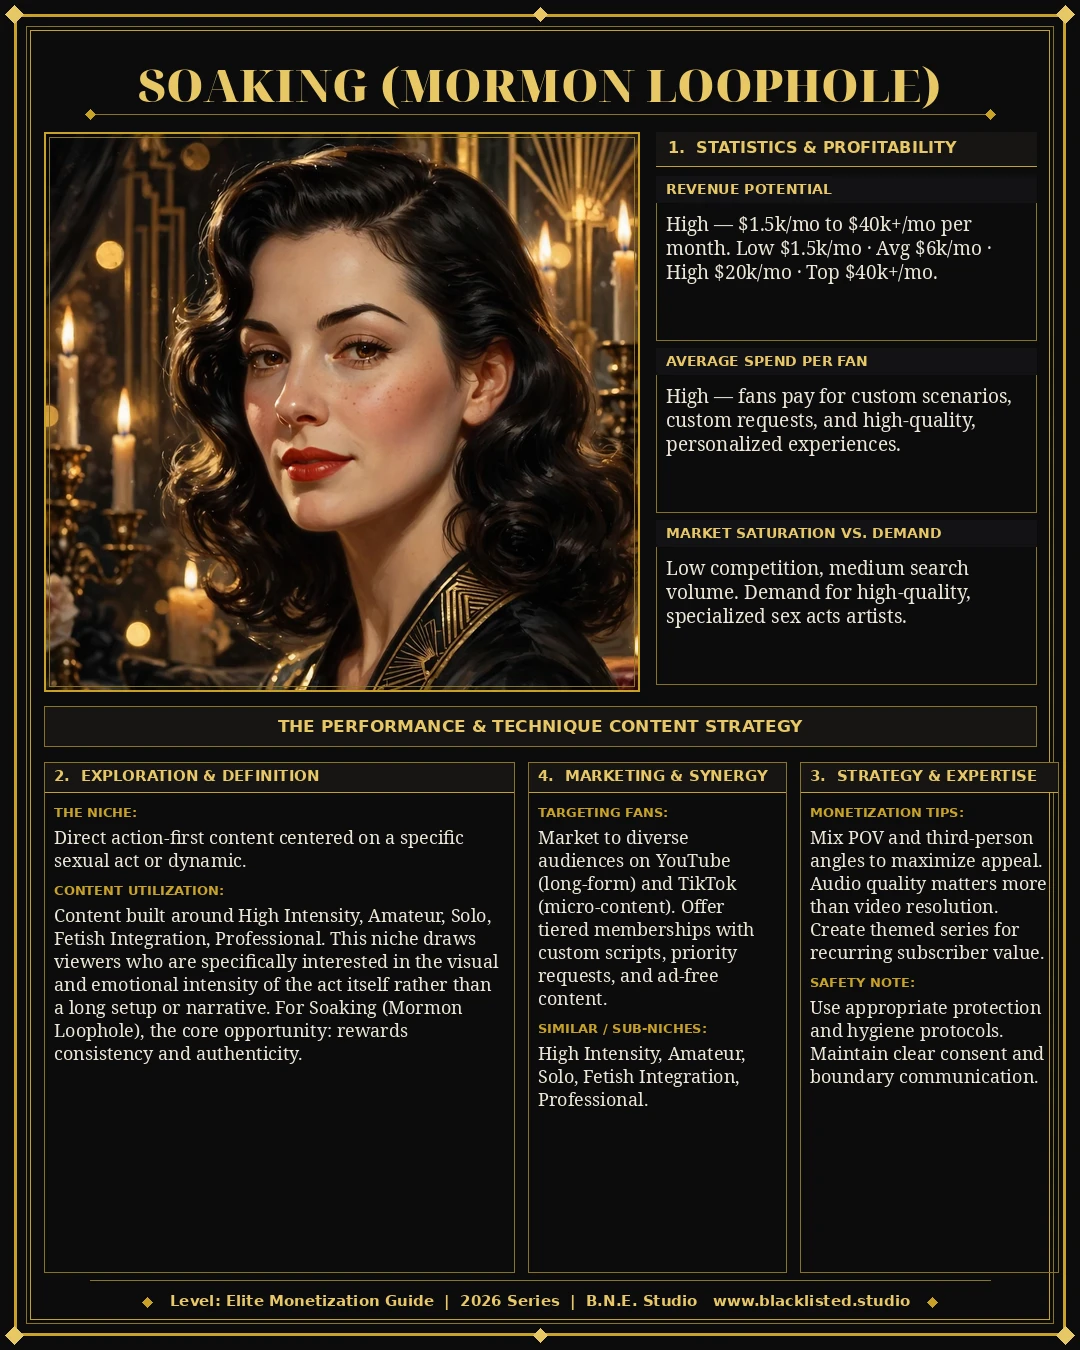 SOAKING (MORMON LOOPHOLE)
1. STATISTICS & PROFITABILITY
REVENUE POTENTIAL
High — $1.5k/mo to $40k+/mo per
month. Low $1.5k/mo · Avg $6k/mo ·
High $20k/mo · Top $40k+/mo.
AVERAGE SPEND PER FAN
High — fans pay for custom scenarios,
custom requests, and high-quality,
personalized experiences.
MARKET SATURATION VS. DEMAND
Low competition, medium search
volume. Demand for high-quality,
specialized sex acts artists.
THE PERFORMANCE & TECHNIQUE CONTENT STRATEGY
2. EXPLORATION & DEFINITION
THE NICHE:
Direct action-first content centered on a specific
sexual act or dynamic.
CONTENT UTILIZATION:
Content built around High Intensity, Amateur, Solo,
Fetish Integration, Professional. This niche draws
viewers who are specifically interested in the visual
and emotional intensity of the act itself rather than
a long setup or narrative. For Soaking (Mormon
Loophole), the core opportunity: rewards
consistency and authenticity.
4. MARKETING & SYNERGY
TARGETING FANS:
Market to diverse
audiences on YouTube
(long-form) and TikTok
(micro-content). Offer
tiered memberships with
custom scripts, priority
requests, and ad-free
content.
SIMILAR / SUB-NICHES:
High Intensity, Amateur,
Solo, Fetish Integration,
Professional.
3. STRATEGY & EXPERTISE
MONETIZATION TIPS:
Mix POV and third-person
angles to maximize appeal.
Audio quality matters more
than video resolution.
Create themed series for
recurring subscriber value.
SAFETY NOTE:
Use appropriate protection
and hygiene protocols.
Maintain clear consent and
boundary communication.
Level: Elite Monetization Guide | 2026 Series | B.N.E. Studio www.blacklisted.studio